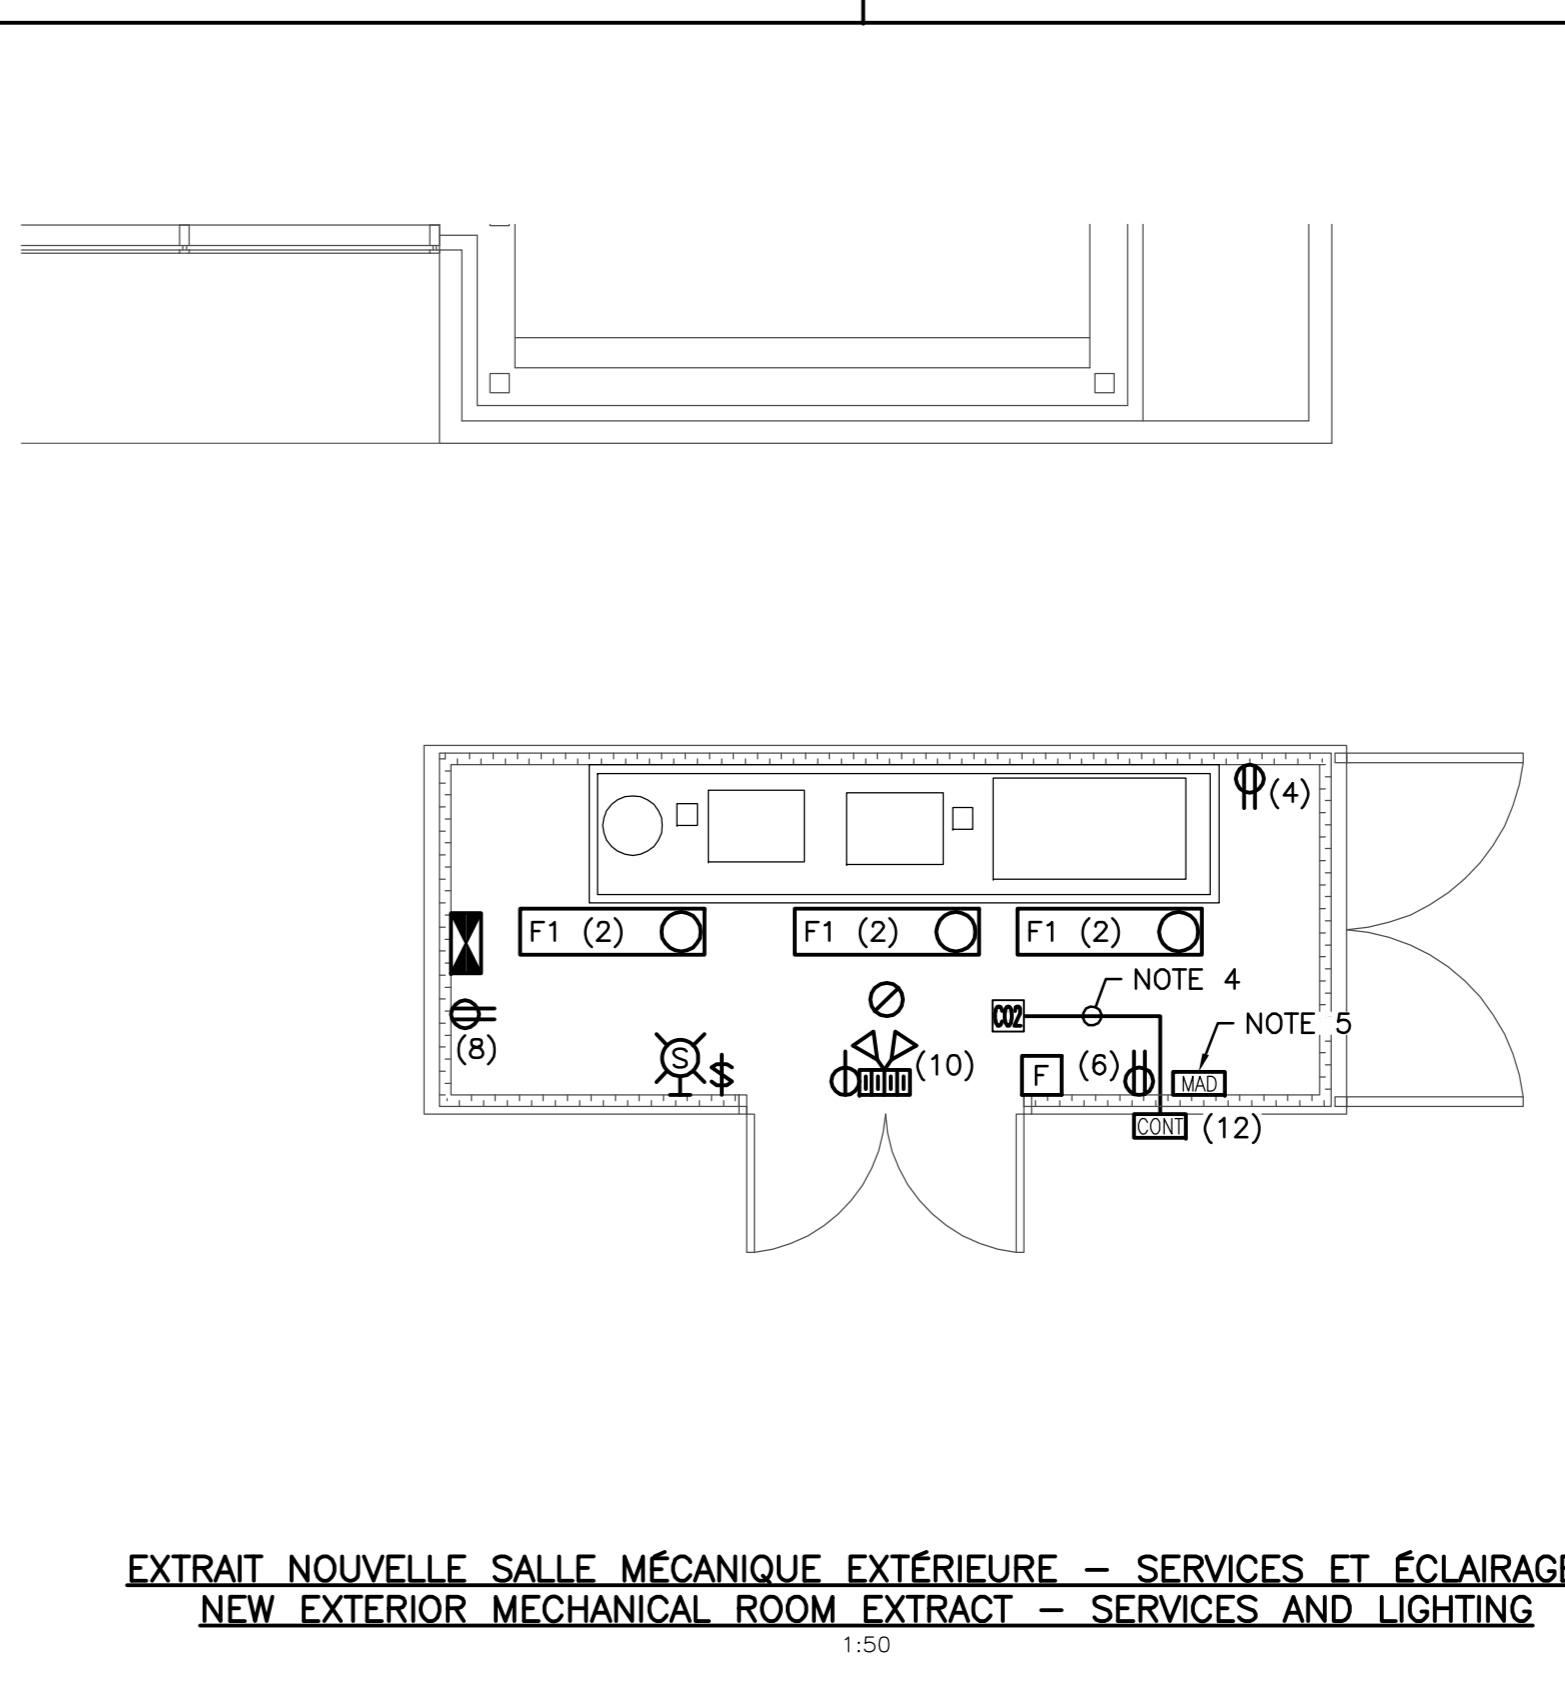 (4)
F1 (2)
F1 (2)
F1 (2)
NOTE 4
CO2
NOTE 5
(8)
S
$
(10)
F
(6)
MAD
CONT
(12)
EXTRAIT NOUVELLE SALLE MÉCANIQUE EXTÉRIEURE – SERVICES ET ÉCLAIRAGE
NEW EXTERIOR MECHANICAL ROOM EXTRACT – SERVICES AND LIGHTING
1:50